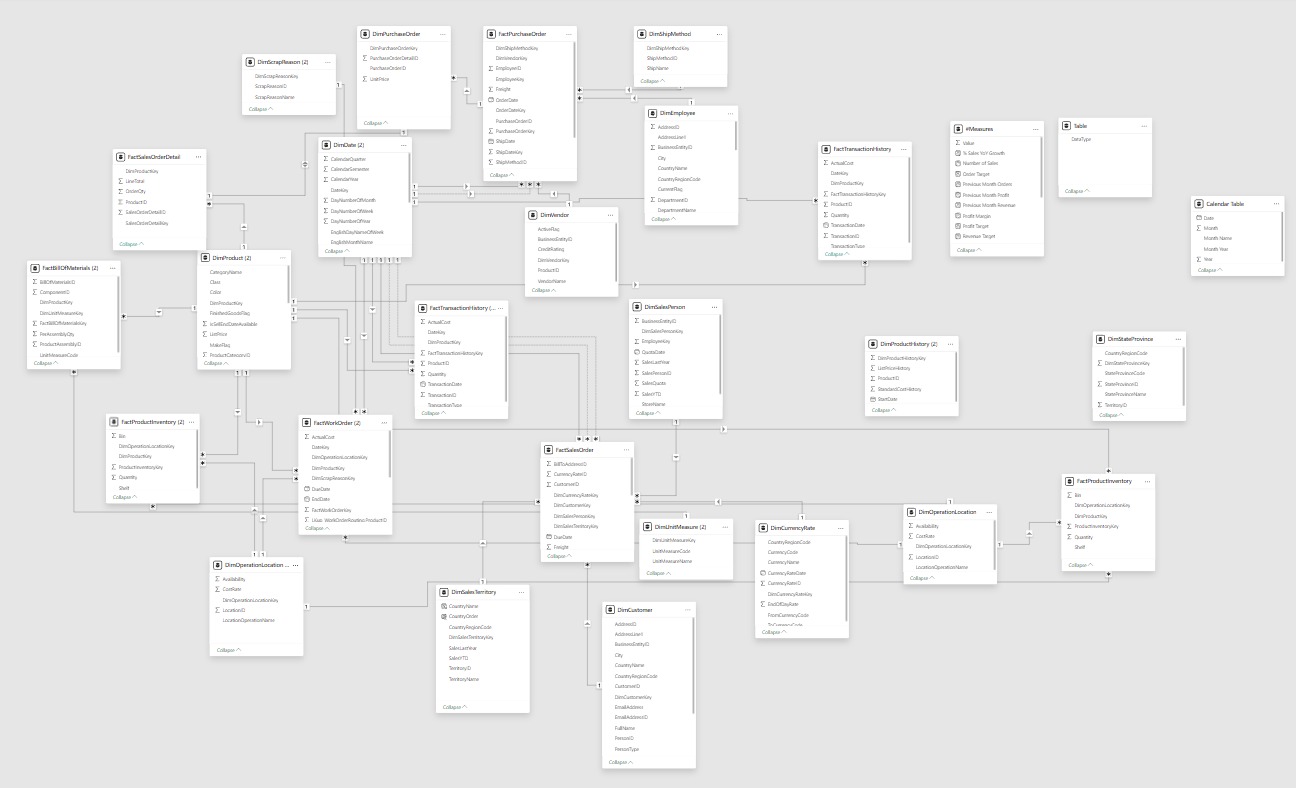 DimScrapReason (2)
DimScrapReasonKey
ScrapReasonID
ScrapReasonName
Collapse
DimPurchaseOrder
DimPurchaseOrderKey
PurchaseOrderDetailID
PurchaseOrderID
UnitPrice
Collapse
FactPurchaseOrder
DimShipMethodKey
DimVendorKey
EmployeeID
EmployeeKey
Freight
OrderDate
OrderDateKey
PurchaseOrderID
PurchaseOrderKey
ShipDate
ShipDateKey
ShipMethodID
Collapse
DimShipMethod
DimShipMethodKey
ShipMethodID
ShipName
Collapse
DimEmployee
AddressID
AddressLine1
BusinessEntityID
City
CountryName
CountryRegionCode
CurrentFlag
DepartmentID
DepartmentName
Collapse
FactTransactionHistory
ActualCost
DateKey
DimProductKey
FactTransactionHistoryKey
ProductID
Quantity
TransactionDate
TransactionID
TransactionType
Collapse
#Measures
Value
% Sales YoY Growth
Number of Sales
Order Target
Previous Month Orders
Previous Month Profit
Previous Month Revenue
Profit Margin
Profit Target
Revenue Target
Collapse
Table
DataType
Collapse
Calendar Table
Date
Month
Month Name
Month Year
Year
Collapse
FactSalesOrderDetail
DimProductKey
LineTotal
OrderQty
ProductID
SalesOrderDetailID
SalesOrderDetailKey
Collapse
DimDate (2)
CalendarQuarter
CalendarSemester
CalendarYear
DateKey
DayNumberOfMonth
DayNumberOfWeek
DayNumberOfYear
EnglishDayNameOfWeek
EnglishMonthName
Collapse
DimVendor
ActiveFlag
BusinessEntityID
CreditRating
DimVendorKey
ProductID
VendorName
Collapse
FactBillOfMaterials (2)
BillOfMaterialsID
ComponentID
DimProductKey
DimUnitMeasureKey
FactBillOfMaterialsKey
PerAssemblyQty
ProductAssemblyID
UnitMeasureCode
Collapse
DimProduct (2)
CategoryName
Class
Color
DimProductKey
FinishedGoodsFlag
IsSellEndDateAvailable
ListPrice
MakeFlag
ProductCategoryID
Collapse
FactTransactionHistory (...
ActualCost
DateKey
DimProductKey
FactTransactionHistoryKey
ProductID
Quantity
TransactionDate
TransactionID
TransactionType
Collapse
DimSalesPerson
BusinessEntityID
DimSalesPersonKey
EmployeeKey
QuotaDate
SalesLastYear
SalesPersonID
SalesQuota
SalesYTD
StoreName
Collapse
DimProductHistory (2)
DimProductHistoryKey
ListPriceHistory
ProductID
StandardCostHistory
StartDate
Collapse
DimStateProvince
CountryRegionCode
DimStateProvinceKey
StateProvinceCode
StateProvinceID
StateProvinceName
TerritoryID
Collapse
FactProductInventory (2)
Bin
DimOperationLocationKey
DimProductKey
ProductInventoryKey
Quantity
Shelf
Collapse
FactWorkOrder (2)
ActualCost
DateKey
DimOperationLocationKey
DimProductKey
DimScrapReasonKey
DueDate
EndDate
FactWorkOrderKey
Collapse
FactSalesOrder
BillToAddressID
CurrencyRateID
CustomerID
DimCurrencyRateKey
DimCustomerKey
DimSalesPersonKey
DimSalesTerritoryKey
DueDate
Freight
Collapse
DimUnitMeasure (2)
DimUnitMeasureKey
UnitMeasureCode
UnitMeasureName
Collapse
DimCurrencyRate
CountryRegionCode
CurrencyCode
CurrencyName
CurrencyRateDate
CurrencyRateID
DimCurrencyRateKey
EndOfDayRate
FromCurrencyCode
ToCurrencyCode
Collapse
DimOperationLocation
Availability
CostRate
DimOperationLocationKey
LocationID
LocationOperationName
Collapse
FactProductInventory
Bin
DimOperationLocationKey
DimProductKey
ProductInventoryKey
Quantity
Shelf
Collapse
DimOperationLocation ...
Availability
CostRate
DimOperationLocationKey
LocationID
LocationOperationName
Collapse
DimSalesTerritory
CountryName
CountryOrder
CountryRegionCode
DimSalesTerritoryKey
SalesLastYear
SalesYTD
TerritoryID
TerritoryName
Collapse
DimCustomer
AddressID
AddressLine1
BusinessEntityID
City
CountryName
CountryRegionCode
CustomerID
DimCustomerKey
EmailAddress
EmailAddressID
FullName
PersonID
PersonType
Collapse